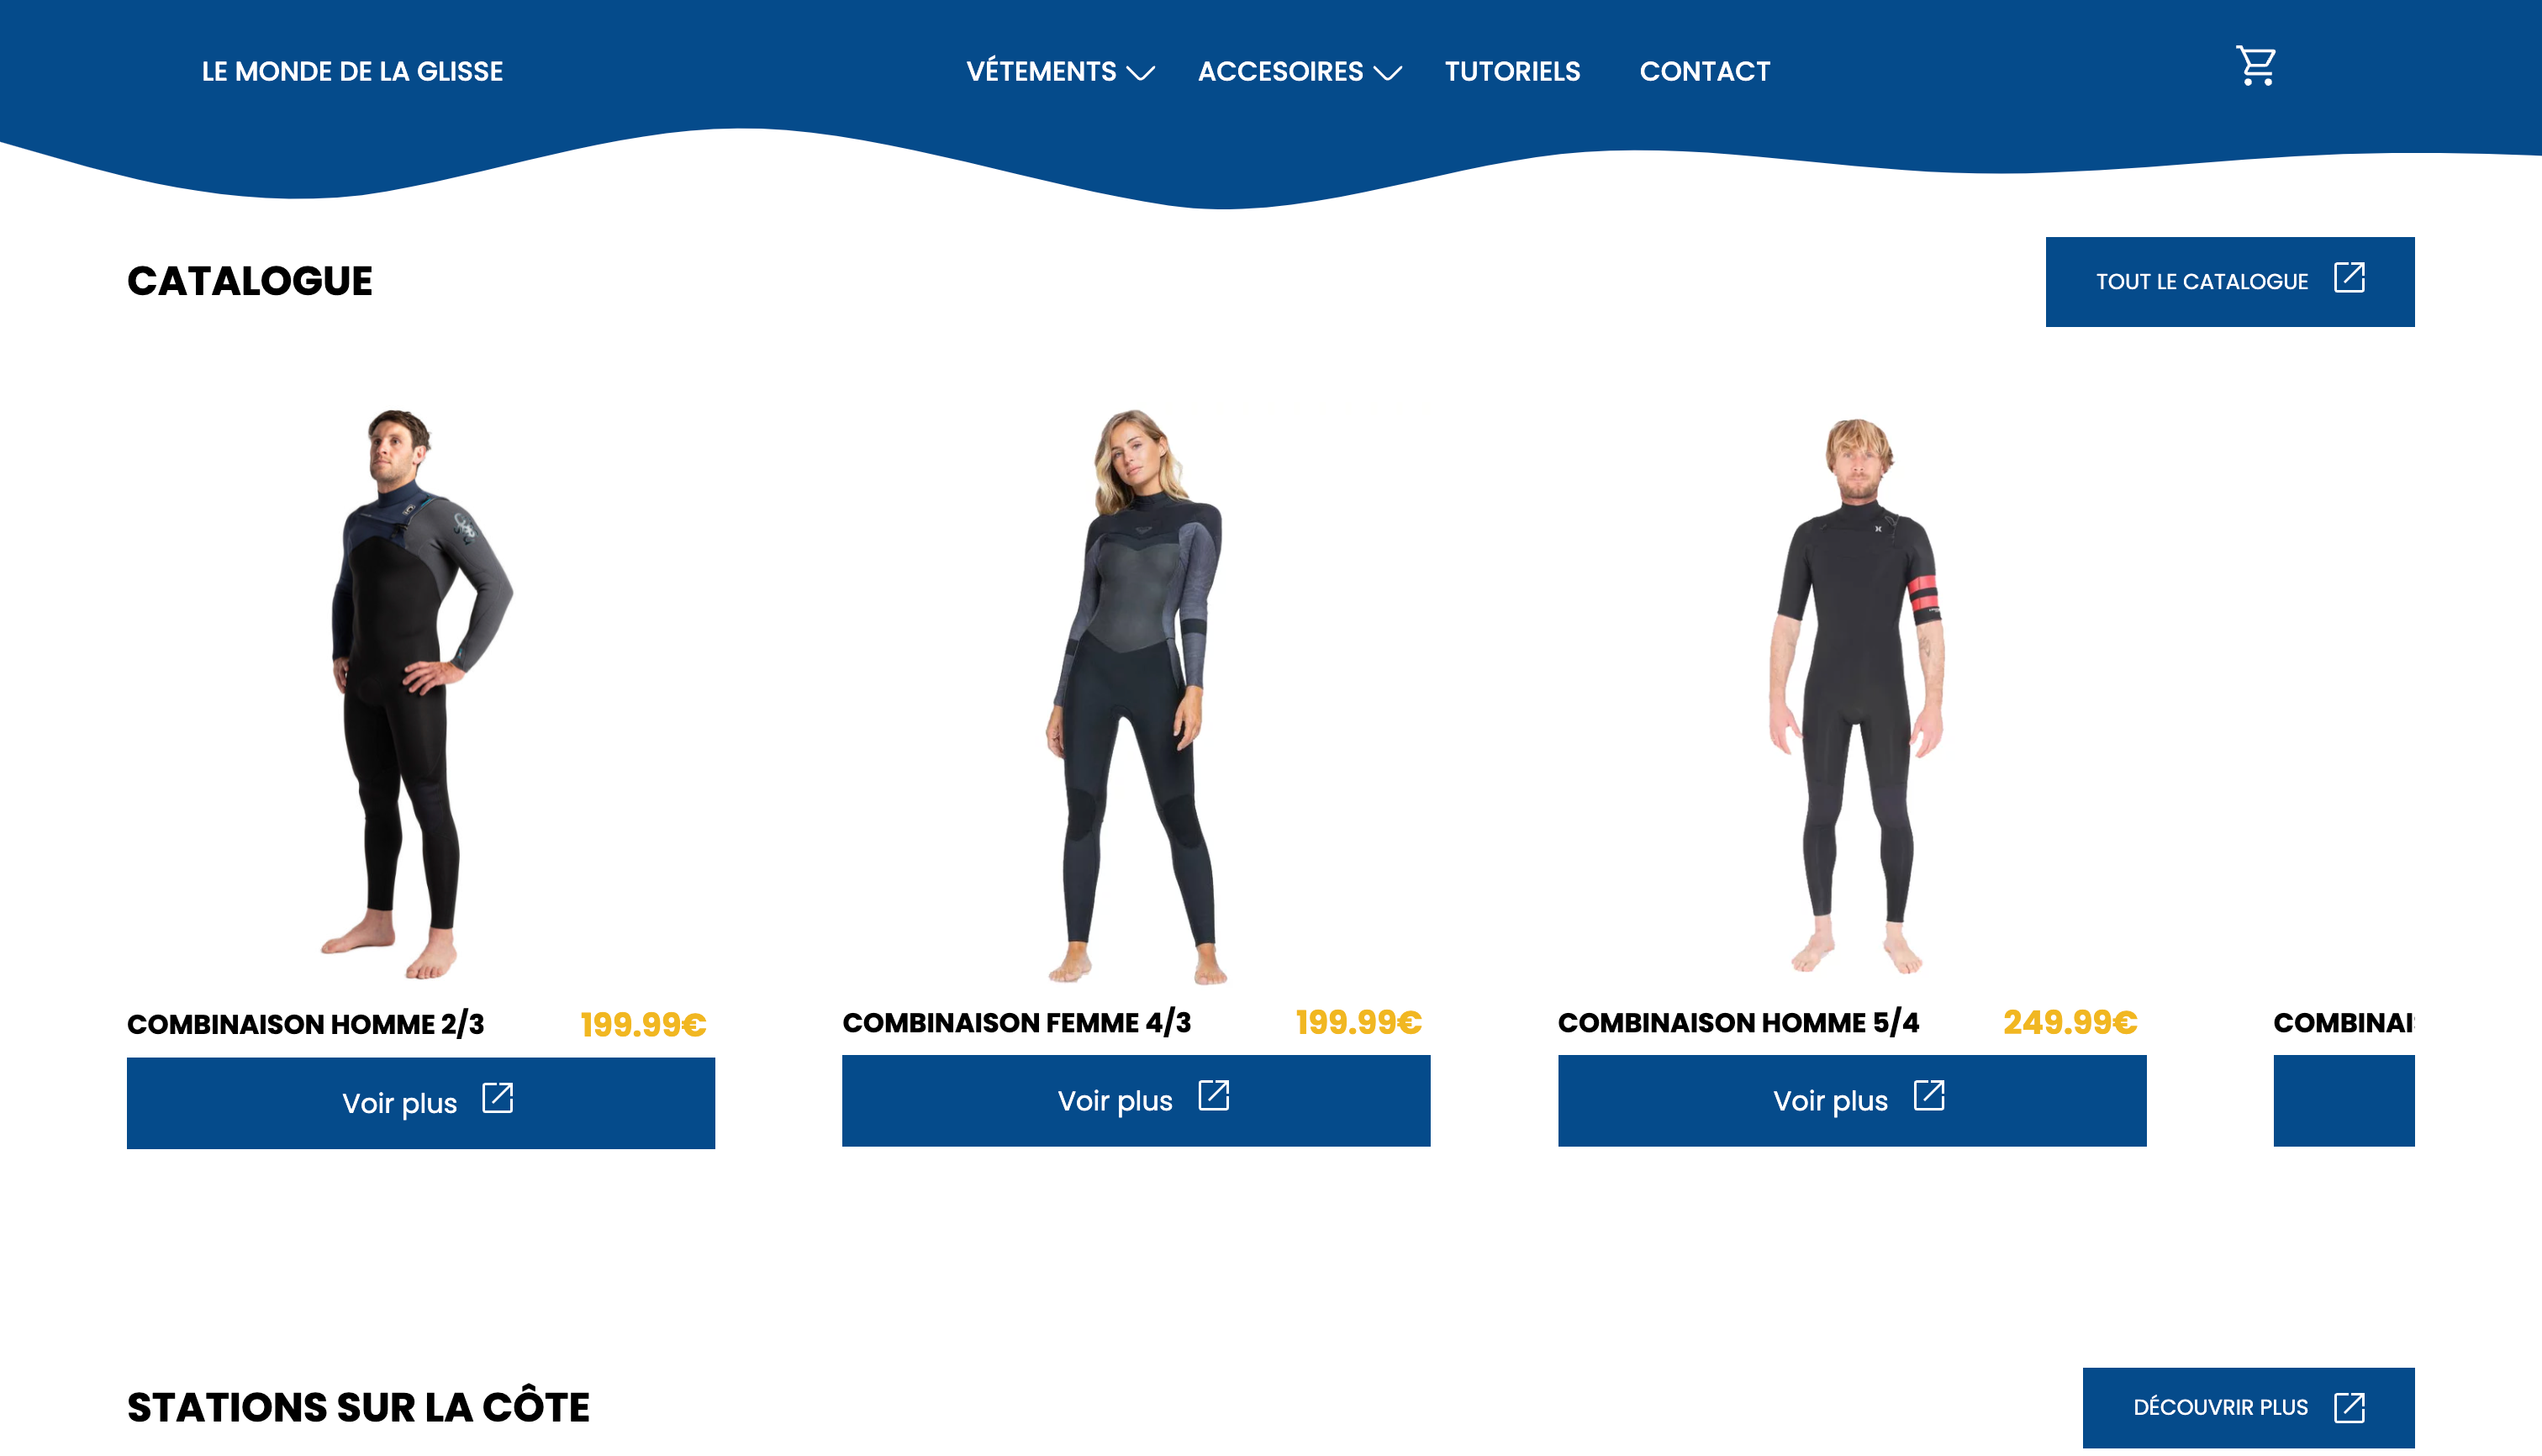 LE MONDE DE LA GLISSE
VÉTEMENTS
ACCESOIRES
TUTORIELS
CONTACT
CATALOGUE
TOUT LE CATALOGUE
COMBINAISON HOMME 2/3 199.99€
Voir plus
COMBINAISON FEMME 4/3 199.99€
Voir plus
COMBINAISON HOMME 5/4 249.99€
Voir plus
COMBINAI
STATIONS SUR LA CÔTE
DÉCOUVRIR PLUS